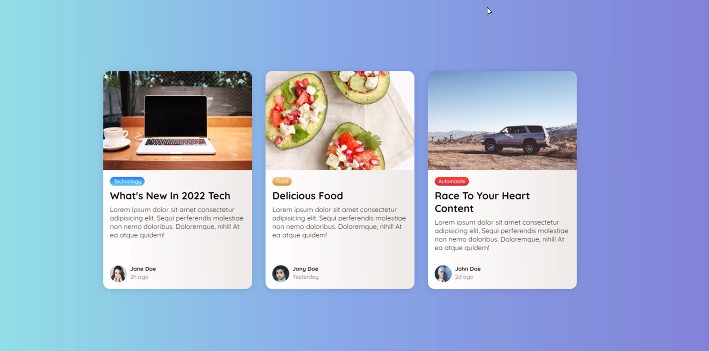 Technology
What's New In 2022 Tech
Lorem ipsum dolor sit amet consectetur
adipisicing elit. Sequi perferendis molestiae
non nemo doloribus. Doloremque, nihil! At
ea atque quidem!
Jane Doe
2h ago
Food
Delicious Food
Lorem ipsum dolor sit amet consectetur
adipisicing elit. Sequi perferendis molestiae
non nemo doloribus. Doloremque, nihil! At
ea atque quidem!
Jony Doe
Yesterday
Automobile
Race To Your Heart
Content
Lorem ipsum dolor sit amet consectetur
adipisicing elit. Sequi perferendis molestiae
non nemo doloribus. Doloremque, nihil! At
ea atque quidem!
John Doe
2d ago